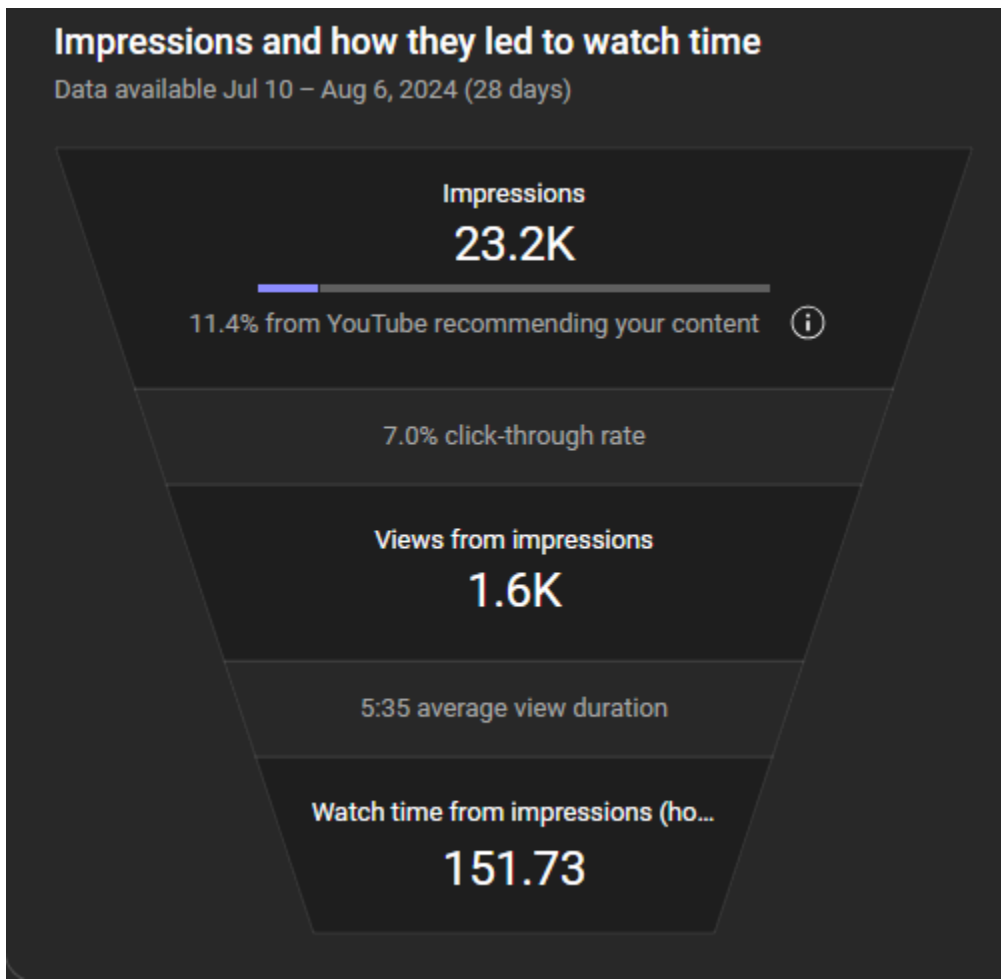 Impressions and how they led to watch time
Data available Jul 10 – Aug 6, 2024 (28 days)
Impressions
23.2K
11.4% from YouTube recommending your content
7.0% click-through rate
Views from impressions
1.6K
5:35 average view duration
Watch time from impressions (ho...
151.73